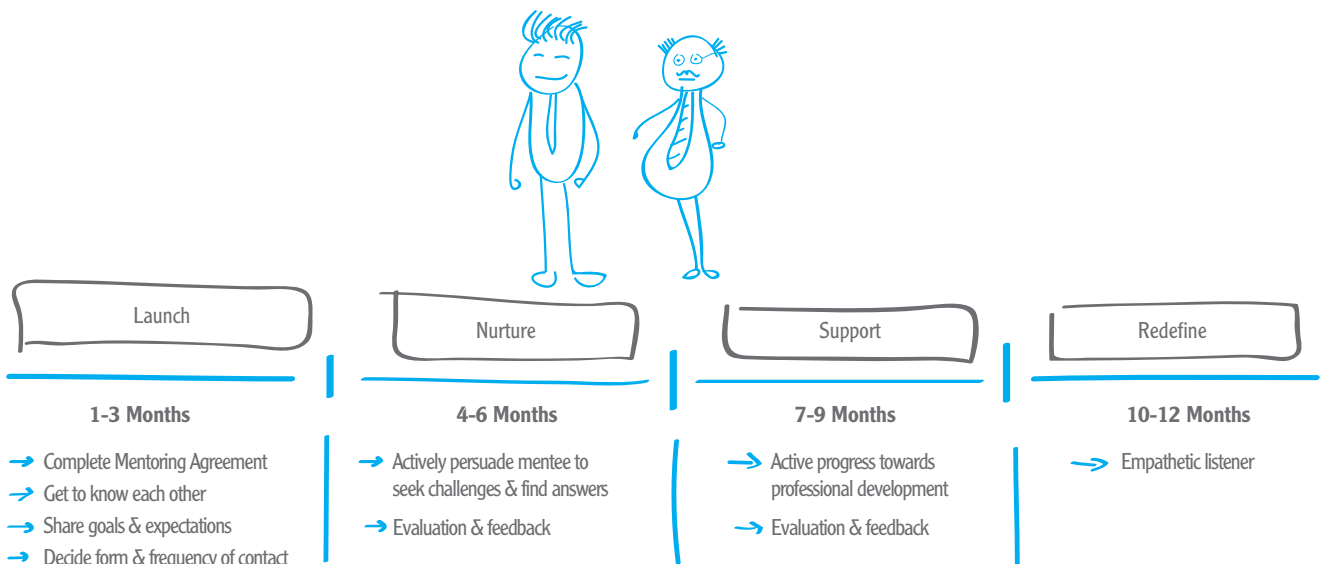 Launch
Nurture
Support
Redefine
1-3 Months
4-6 Months
7-9 Months
10-12 Months
Complete Mentoring Agreement
Get to know each other
Share goals & expectations
Decide form & frequency of contact
Actively persuade mentee to
seek challenges & find answers
Evaluation & feedback
Active progress towards
professional development
Evaluation & feedback
Empathetic listener